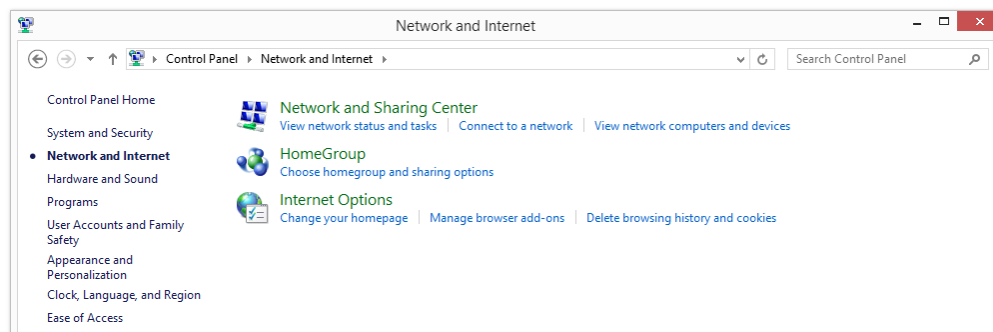 Network and Internet
Control Panel Network and Internet
Search Control Panel
Control Panel Home
System and Security
Network and Internet
Hardware and Sound
Programs
User Accounts and Family
Safety
Appearance and
Personalization
Clock, Language, and Region
Ease of Access
Network and Sharing Center
View network status and tasks Connect to a network View network computers and devices
HomeGroup
Choose homegroup and sharing options
Internet Options
Change your homepage Manage browser add-ons Delete browsing history and cookies